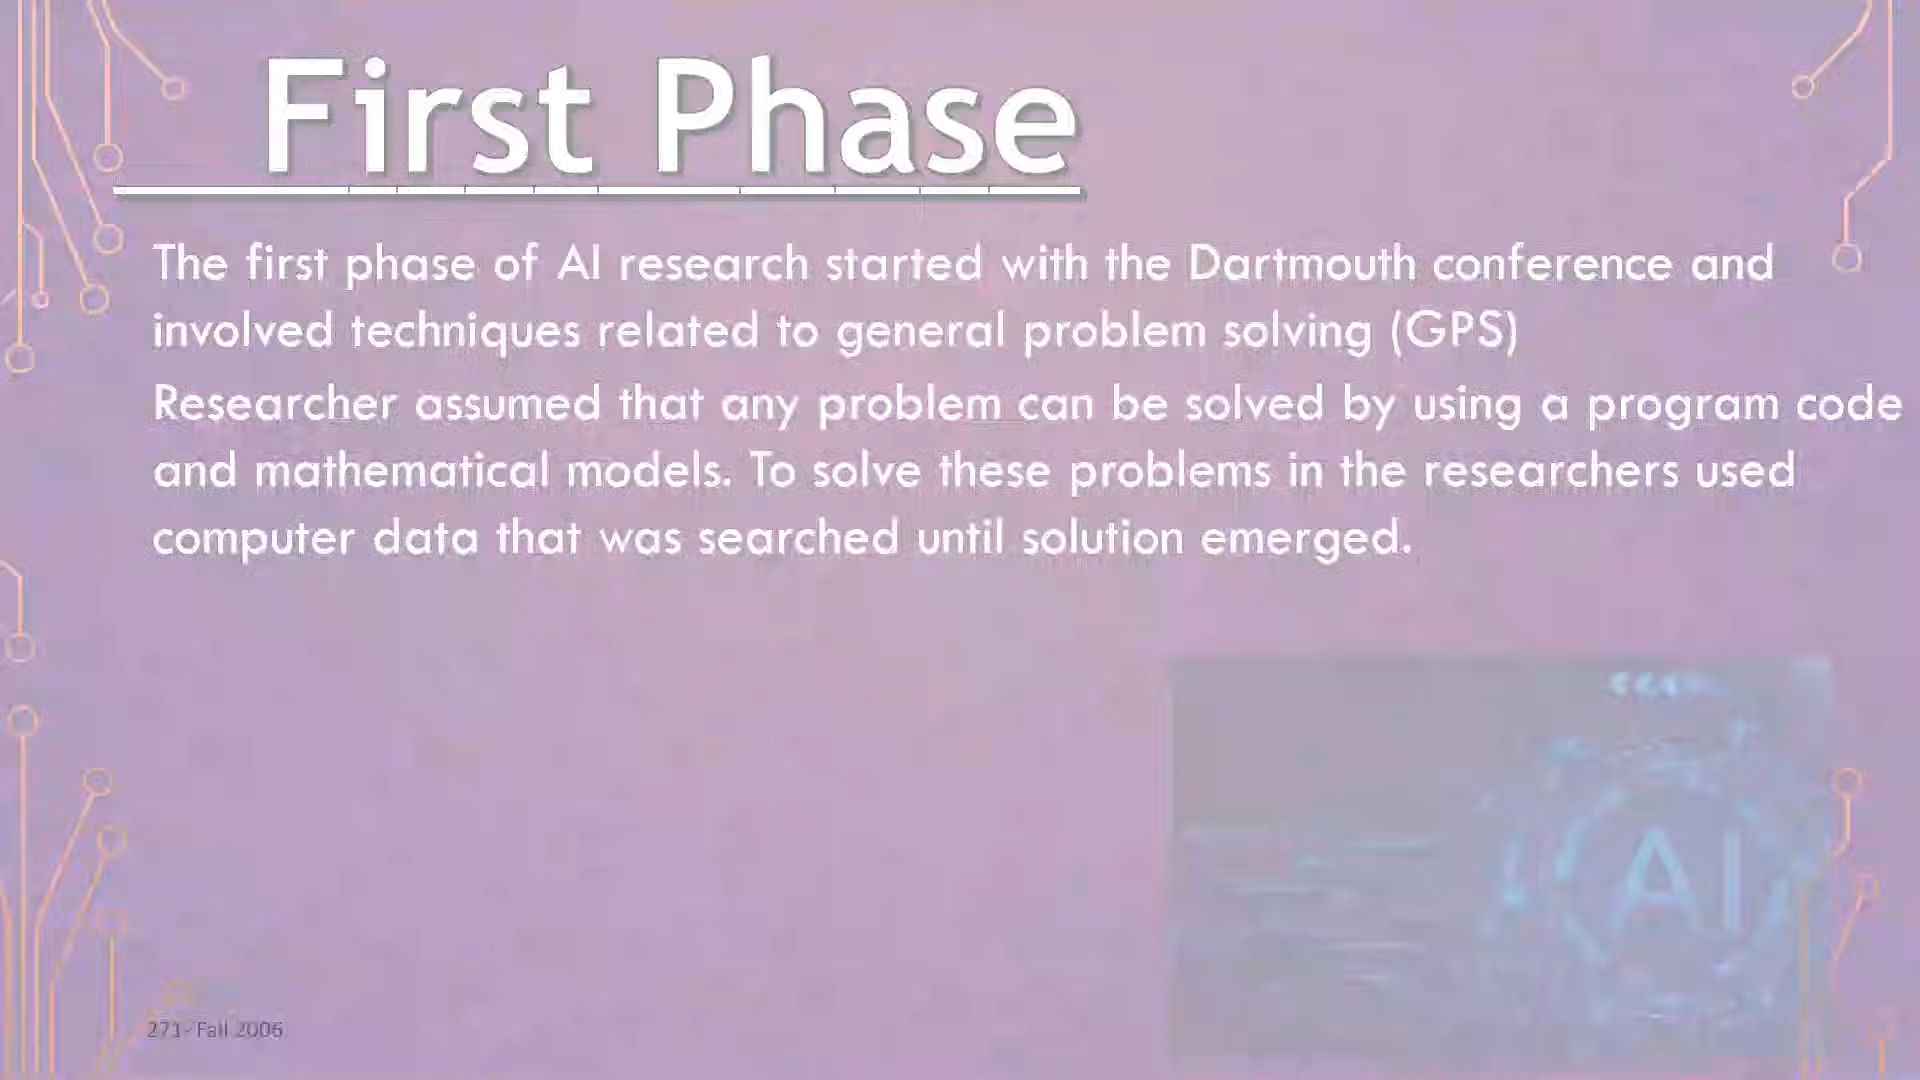 First Phase
The first phase of AI research started with the Dartmouth conference and
involved techniques related to general problem solving (GPS)
Researcher assumed that any problem can be solved by using a program code
and mathematical models. To solve these problems in the researchers used
computer data that was searched until solution emerged.
AI
271- Fall 2006